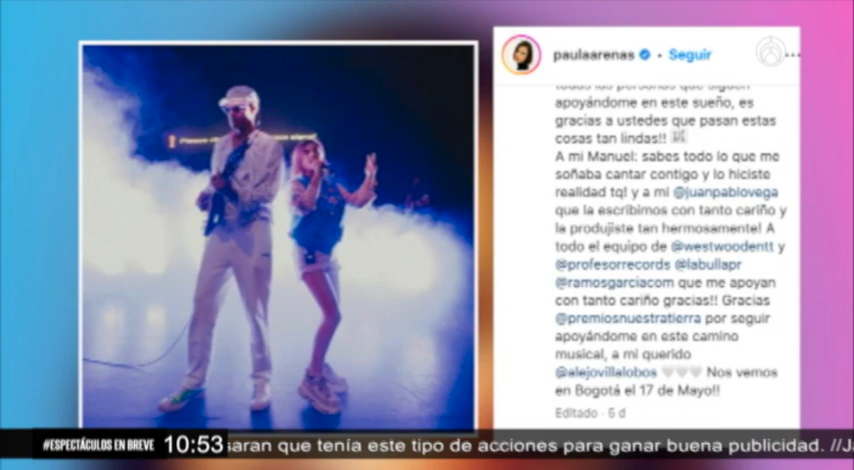 paulaarenas • Seguir
todas las personas que siguen
apoyándome en este sueño, es
gracias a ustedes que pasan estas
cosas tan lindas!!
A mi Manuel: sabes todo lo que me
soñaba cantar contigo y lo hiciste
realidad tq! y a mi @juanpablovega
que la escribimos con tanto cariño y
la produjiste tan hermosamente! A
todo el equipo de @westwoodentt y
@profesorrecords @labullapr
@ramosgarciacom que me apoyan
con tanto cariño gracias!! Gracias
@premiosnuestratierra por seguir
apoyándome en este camino
musical, a mi querido
@alejovillalobos 🤍🤍🤍 Nos vemos
en Bogotá el 17 de Mayo!!
Editado · 5 d
#ESPECTÁCULOS EN BREVE 10:53 saran que tenía este tipo de acciones para ganar buena publicidad. //J